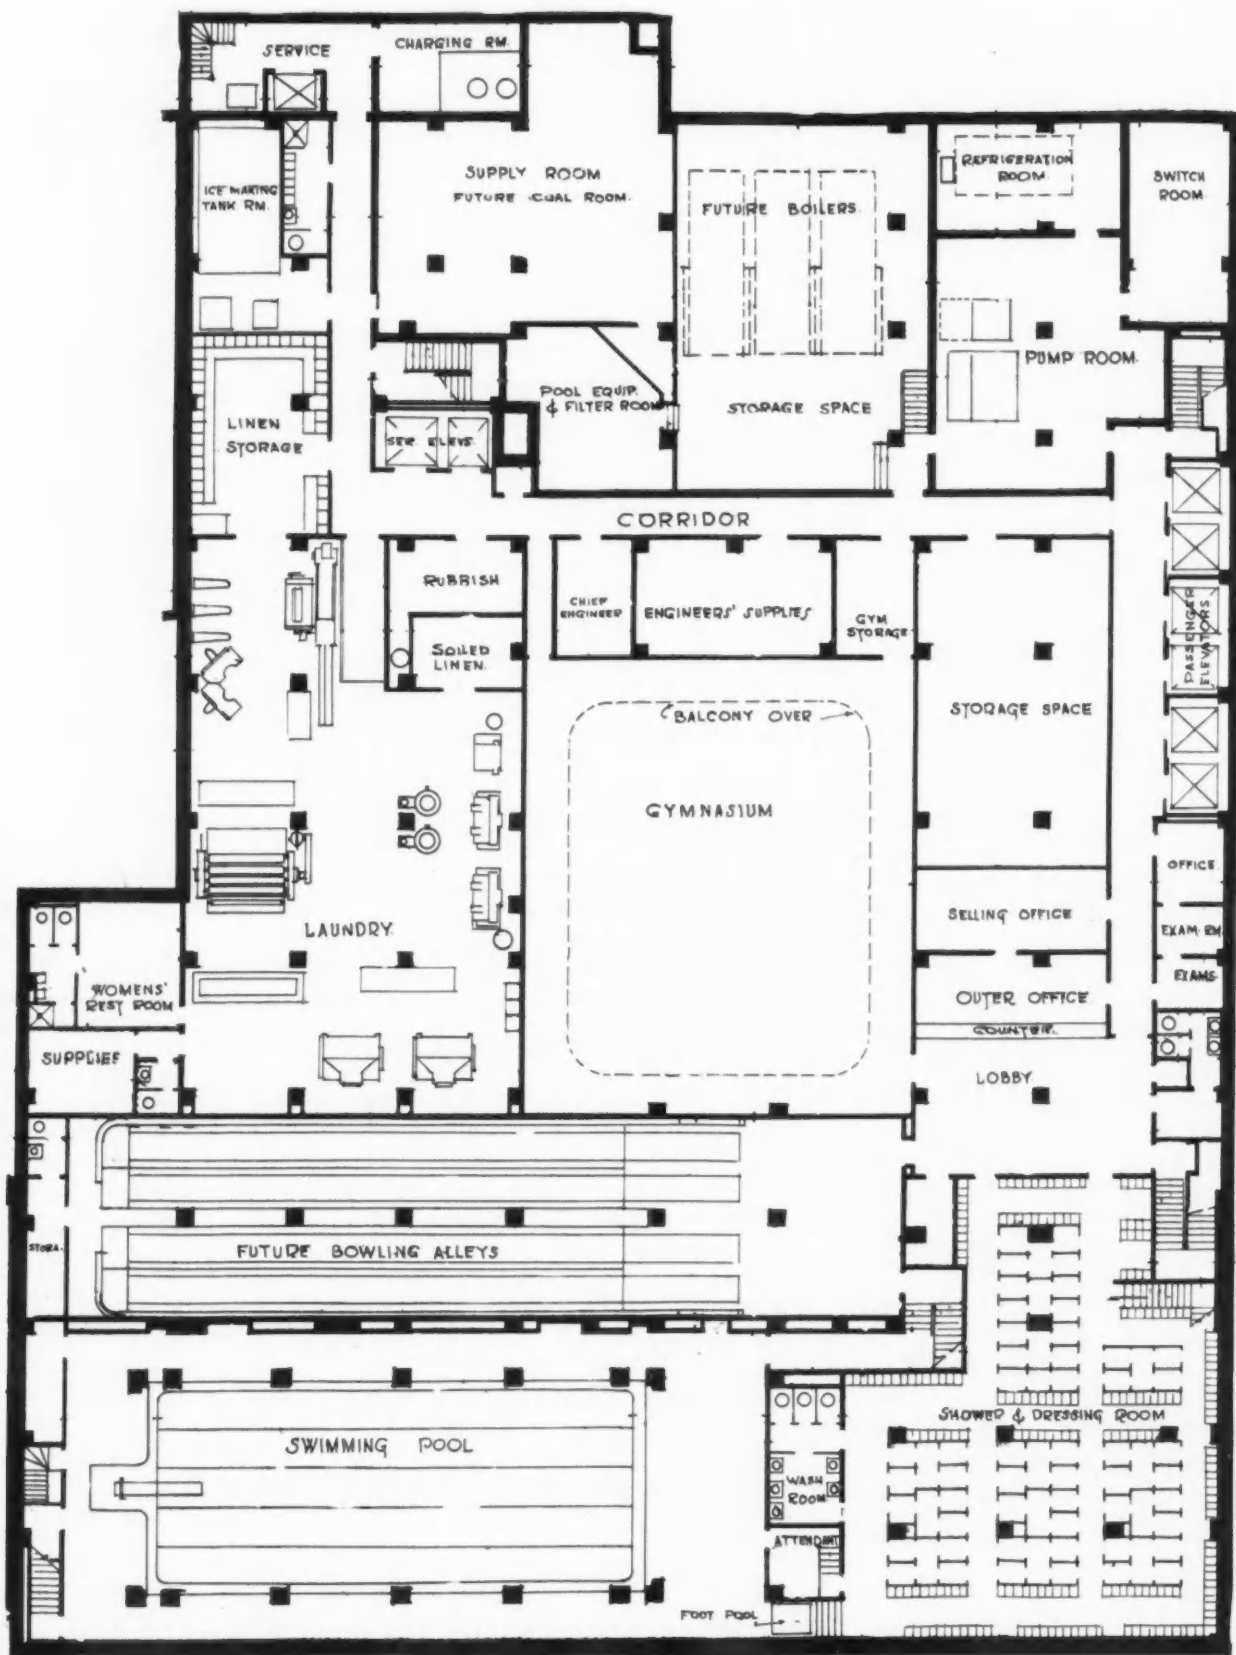 SERVICE
CHARGING RM.
SUPPLY ROOM
FUTURE COAL ROOM.
ICE MAKING
TANK RM.
FUTURE BOILERS.
REFRIGERATION
ROOM.
SWITCH
ROOM.
PUMP ROOM.
POOL EQUIP.
& FILTER ROOM
STORAGE SPACE
LINEN
STORAGE
SER. ELEVS.
CORRIDOR
RUBBISH
CHIEF
ENGINEER
ENGINEERS' SUPPLIES
GYM
STORAGE
SOILED
LINEN.
PASSENGER
ELEVATORS
BALCONY OVER
STORAGE SPACE
GYMNASIUM
OFFICE
SELLING OFFICE
EXAM. RM.
LAUNDRY
EXAMS.
WOMENS'
REST ROOM
OUTER OFFICE
COUNTER.
SUPPLIES
LOBBY
STORA.
FUTURE BOWLING ALLEYS
SWIMMING POOL
SHOWER & DRESSING ROOM
WASH
ROOM
ATTENDANT
FOOT POOL